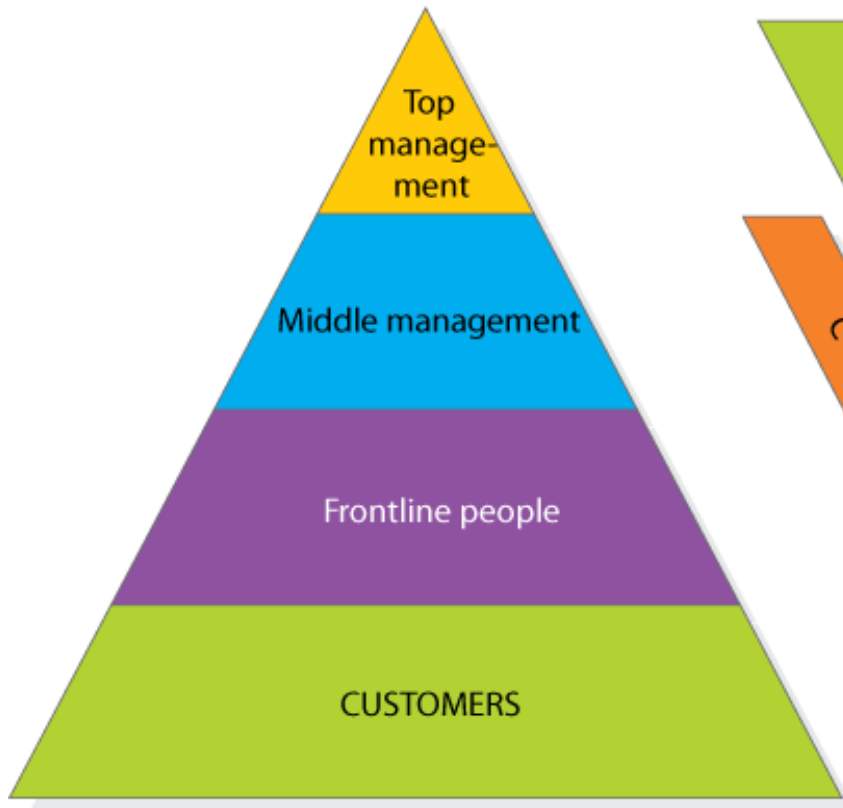 Top
manage-
ment
Middle management
Frontline people
CUSTOMERS